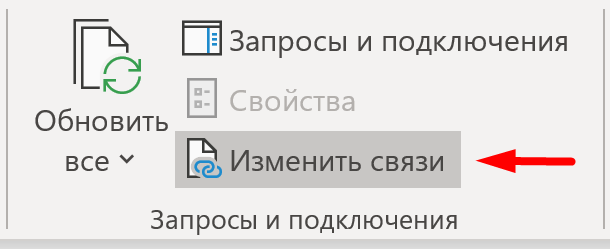 Обновить
все
Запросы и подключения
Свойства
Изменить связи
Запросы и подключения